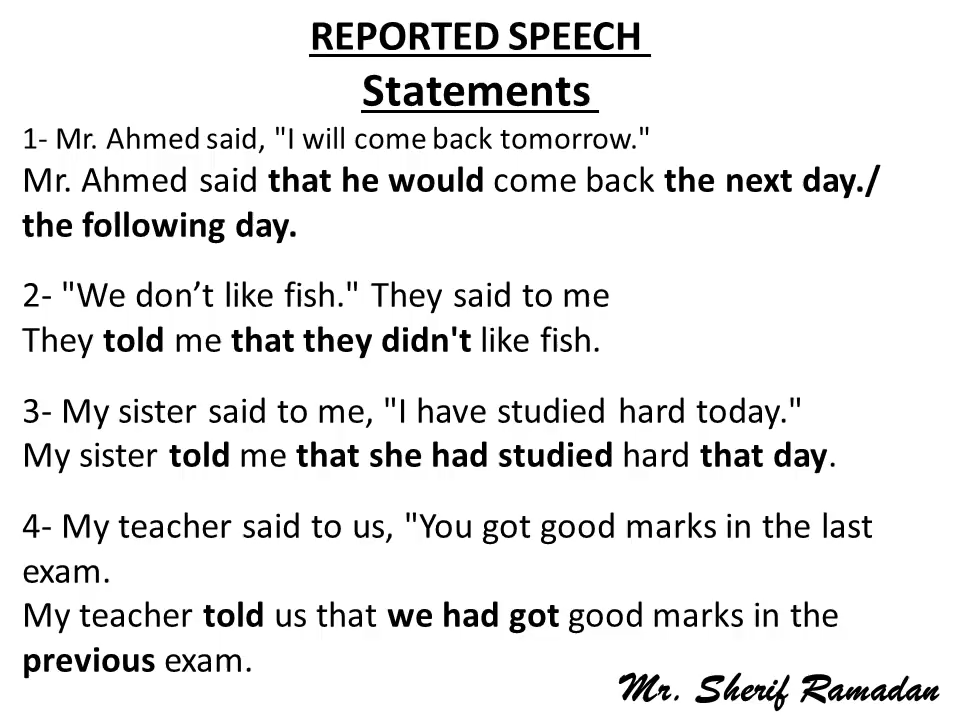 REPORTED SPEECH
Statements
1- Mr. Ahmed said, "I will come back tomorrow."
Mr. Ahmed said that he would come back the next day./
the following day.
2- "We don’t like fish." They said to me
They told me that they didn't like fish.
3- My sister said to me, "I have studied hard today."
My sister told me that she had studied hard that day.
4- My teacher said to us, "You got good marks in the last
exam.
My teacher told us that we had got good marks in the
previous exam.
Mr. Sherif Ramadan